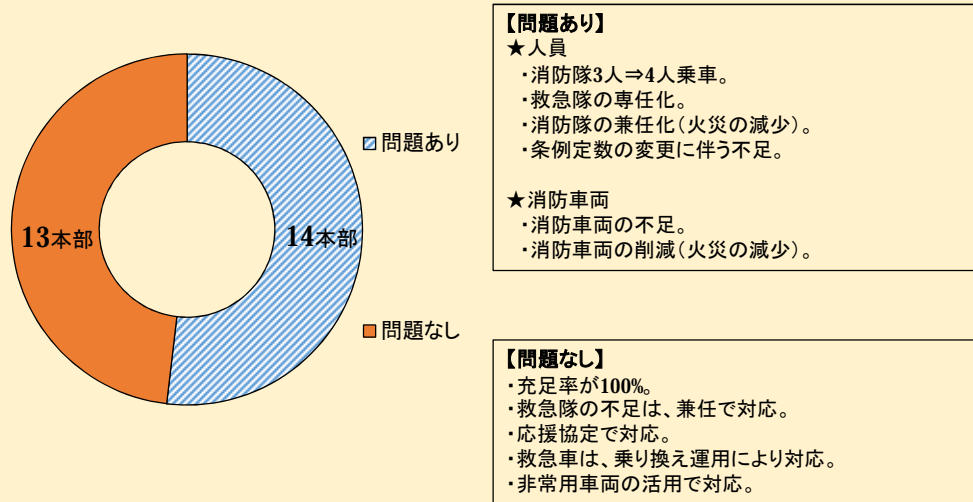 13本部
14本部
問題あり
問題なし
【問題あり】
★人員
・消防隊3人⇒4人乗車。
・救急隊の専任化。
・消防隊の兼任化(火災の減少)。
・条例定数の変更に伴う不足。
★消防車両
・消防車両の不足。
・消防車両の削減(火災の減少)。
【問題なし】
・充足率が100%。
・救急隊の不足は、兼任で対応。
・応援協定で対応。
・救急車は、乗り換え運用により対応。
・非常用車両の活用で対応。